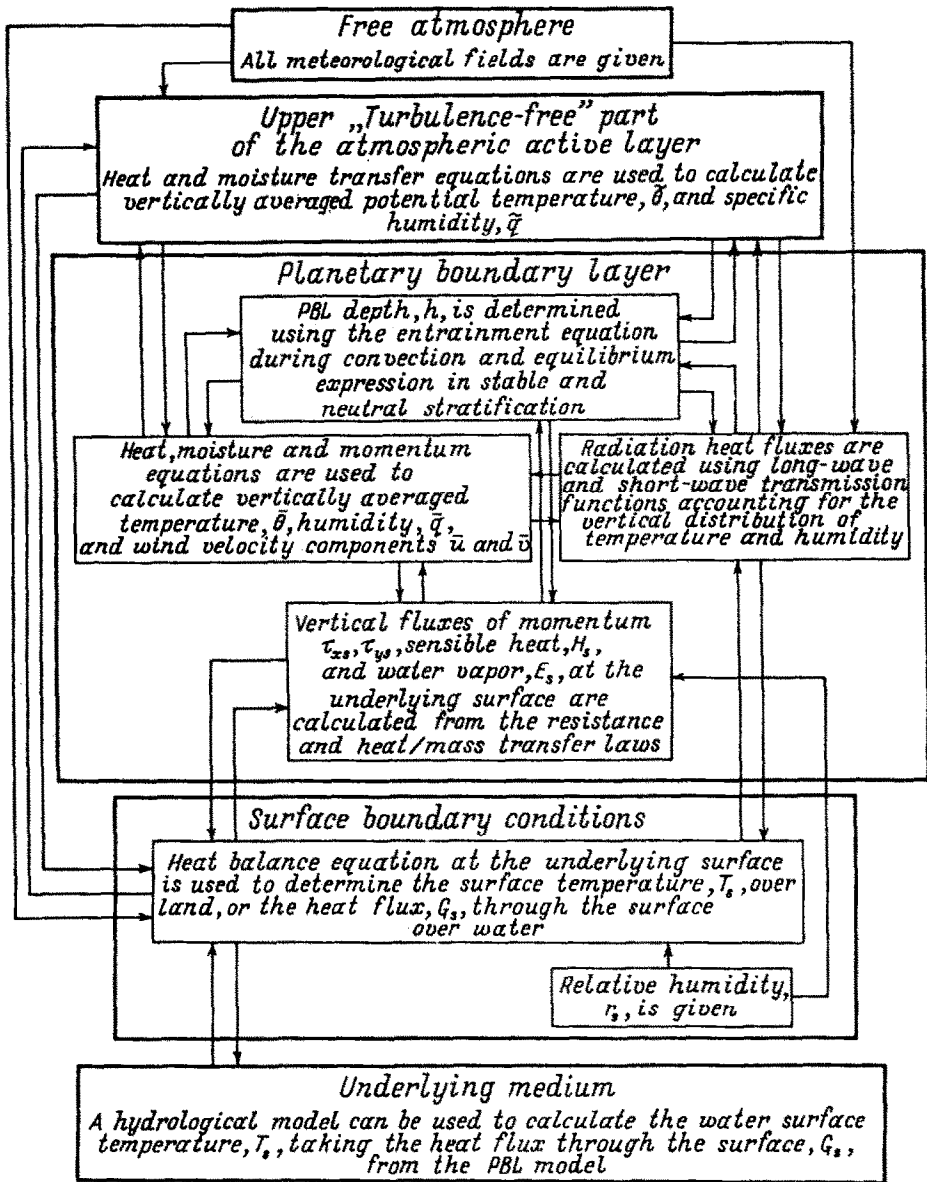 Free atmosphere
All meteorological fields are given
Upper „Turbulence-free” part
of the atmospheric active layer
Heat and moisture transfer equations are used to calculate
vertically averaged potential temperature, θ̃, and specific
humidity, q̃
Planetary boundary layer
PBL depth, h, is determined
using the entrainment equation
during convection and equilibrium
expression in stable and
neutral stratification
Heat, moisture and momentum
equations are used to
calculate vertically averaged
temperature, θ̄, humidity, q̄,
and wind velocity components ū and v̄
Radiation heat fluxes are
calculated using long-wave
and short-wave transmission
functions accounting for the
vertical distribution of
temperature and humidity
Vertical fluxes of momentum
τxs, τys, sensible heat, Hs,
and water vapor, Es, at the
underlying surface are
calculated from the resistance
and heat/mass transfer laws
Surface boundary conditions
Heat balance equation at the underlying surface
is used to determine the surface temperature, Ts, over
land, or the heat flux, Gs, through the surface
over water
Relative humidity,
rs, is given
Underlying medium
A hydrological model can be used to calculate the water surface
temperature, Ts, taking the heat flux through the surface, Gs,
from the PBL model